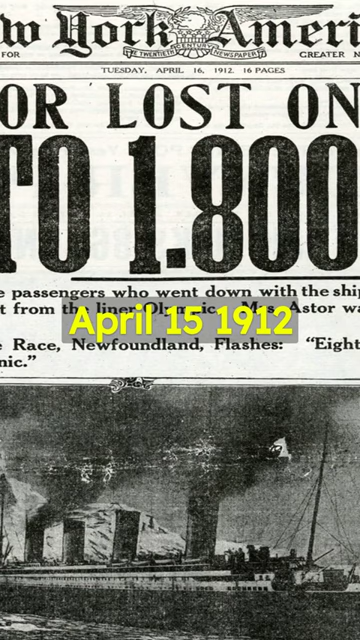 w York Ameri
FOR
E TWENTIETH CENTURY NEWSPAPER
GREATER N
TUESDAY, APRIL 16, 1912. 16 PAGES
OR LOST ON
TO 1.800
e passengers who went down with the ship
t from the liner Olympic. Mrs. Astor wa
April 15 1912
e Race, Newfoundland, Flashes: "Eight
nic."